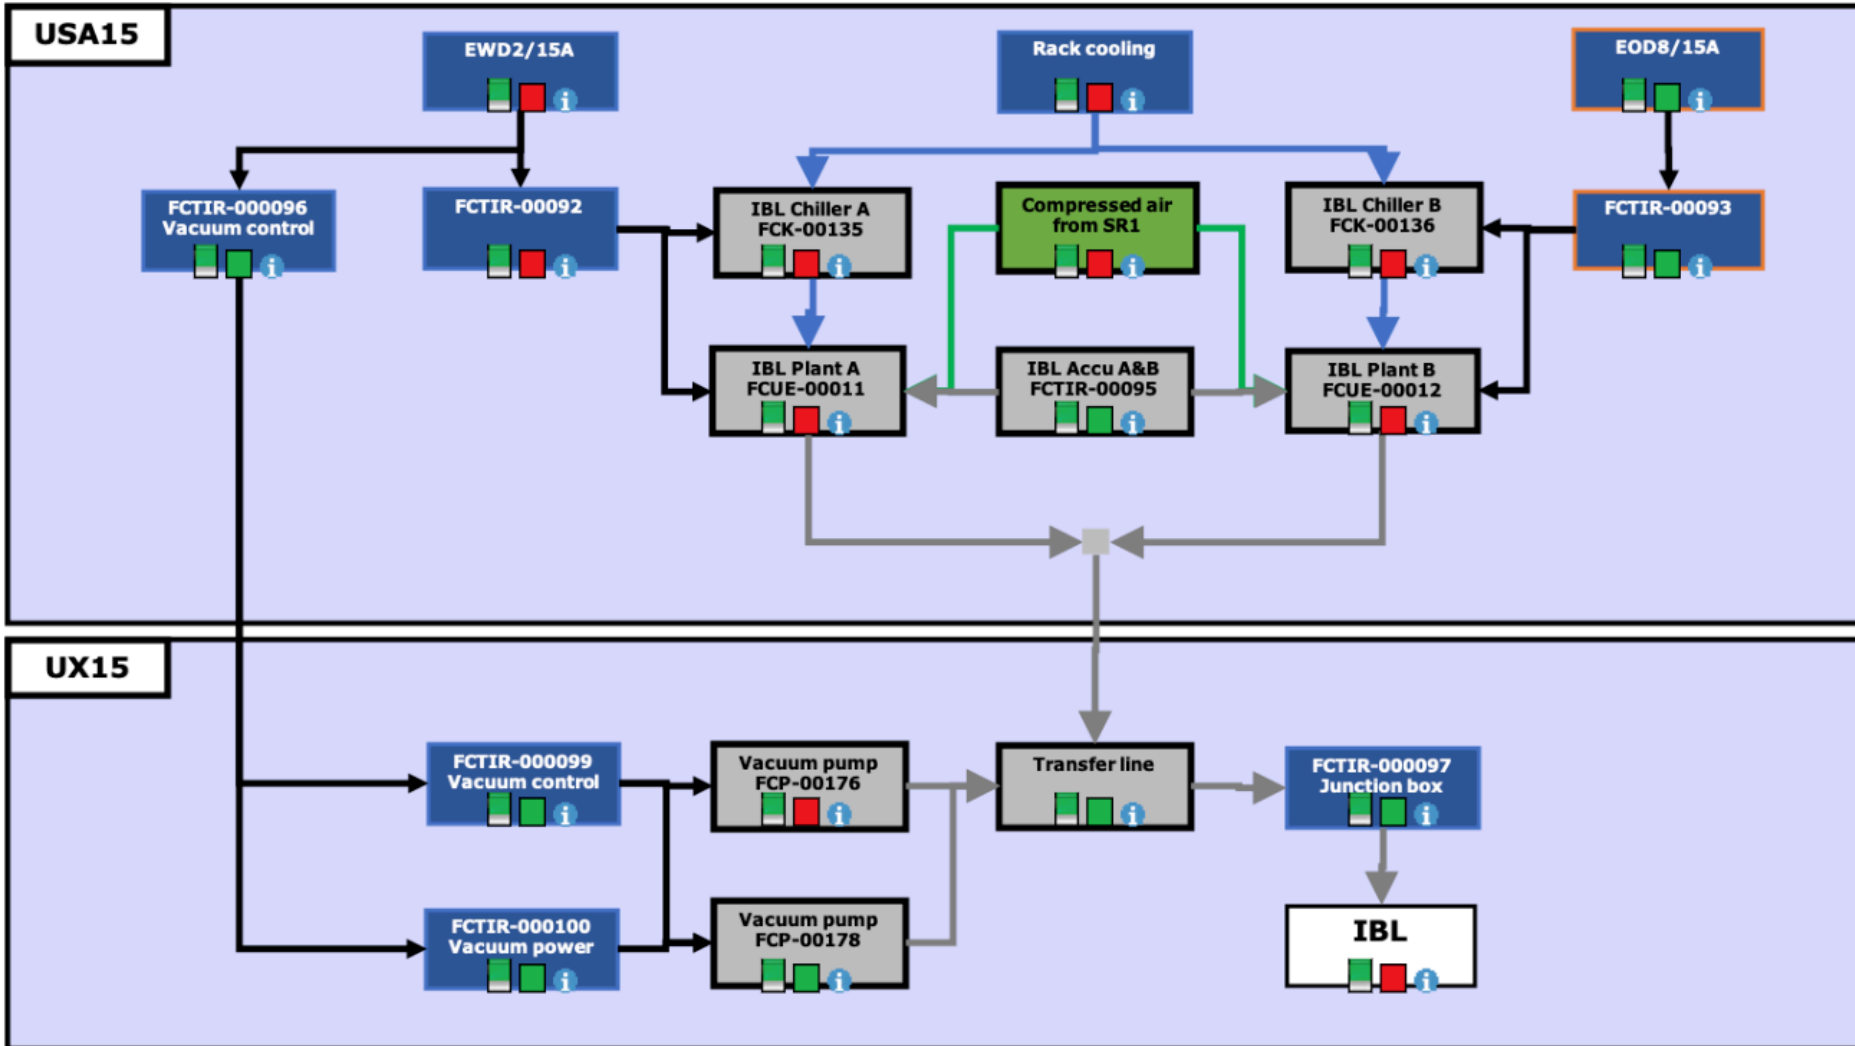 USA15
EWD2/15A
Rack cooling
EOD8/15A
FCTIR-000096
Vacuum control
FCTIR-00092
IBL Chiller A
FCK-00135
Compressed air
from SR1
IBL Chiller B
FCK-00136
FCTIR-00093
IBL Plant A
FCUE-00011
IBL Accu A&B
FCTIR-00095
IBL Plant B
FCUE-00012
UX15
FCTIR-000099
Vacuum control
Vacuum pump
FCP-00176
Transfer line
FCTIR-000097
Junction box
FCTIR-000100
Vacuum power
Vacuum pump
FCP-00178
IBL